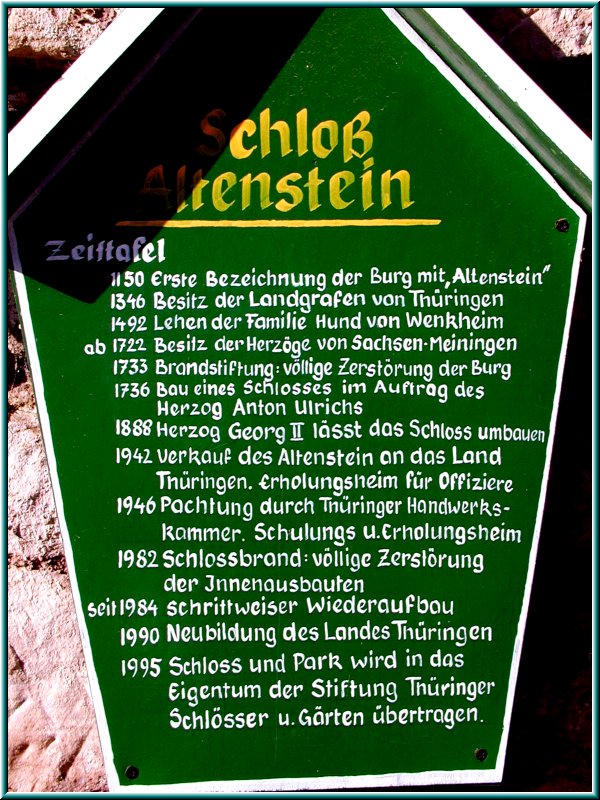 Schloß
Altenstein
Zeittafel
1150 Erste Bezeichnung der Burg mit „Altenstein"
1346 Besitz der Landgrafen von Thüringen
1492 Lehen der Familie Hund von Wenkheim
ab 1722 Besitz der Herzöge von Sachsen-Meiningen
1733 Brandstiftung: völlige Zerstörung der Burg
1736 Bau eines Schlosses im Auftrag des
Herzog Anton Ulrichs
1888 Herzog Georg II lässt das Schloss umbauen
1942 Verkauf des Altenstein an das Land
Thüringen. Erholungsheim für Offiziere
1946 Pachtung durch Thüringer Handwerks-
kammer. Schulungs u. Erholungsheim
1982 Schlossbrand: völlige Zerstörung
der Innenausbauten
seit 1984 schrittweiser Wiederaufbau
1990 Neubildung des Landes Thüringen
1995 Schloss und Park wird in das
Eigentum der Stiftung Thüringer
Schlösser u. Gärten übertragen.